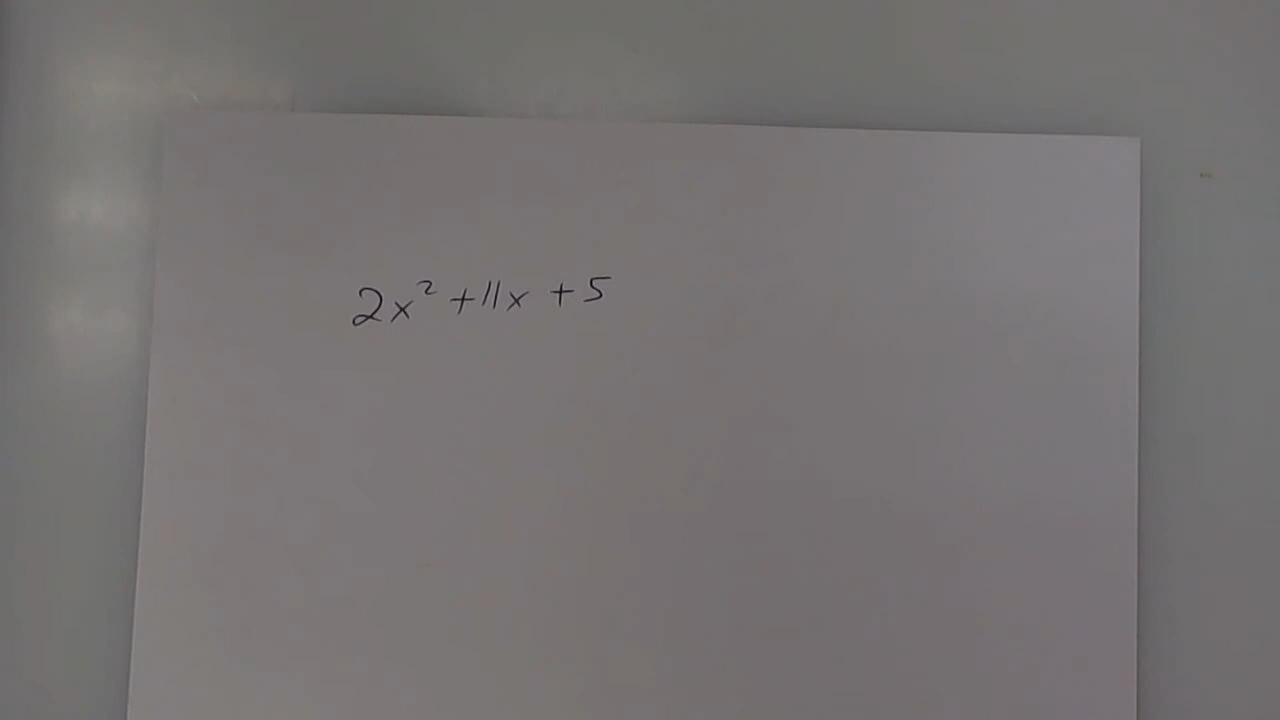 2x² + 11x + 5